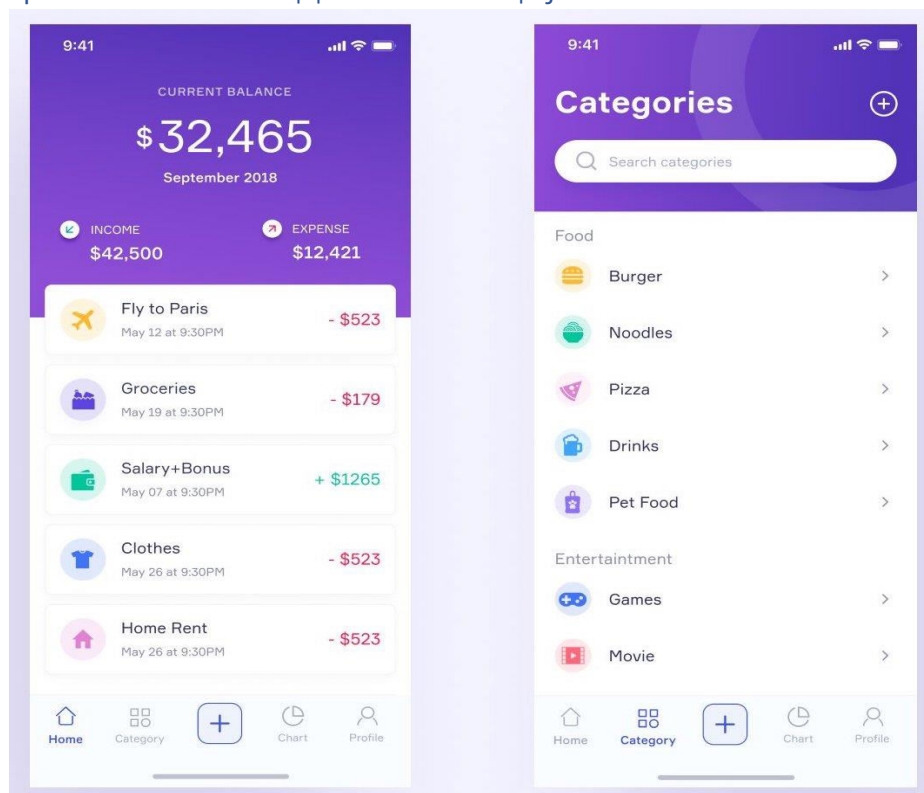 9:41
CURRENT BALANCE
$32,465
September 2018
INCOME
$42,500
EXPENSE
$12,421
Fly to Paris
May 12 at 9:30PM
- $523
Groceries
May 19 at 9:30PM
- $179
Salary+Bonus
May 07 at 9:30PM
+ $1265
Clothes
May 26 at 9:30PM
- $523
Home Rent
May 26 at 9:30PM
- $523
Home
Category
Chart
Profile
9:41
Categories
Search categories
Food
Burger
Noodles
Pizza
Drinks
Pet Food
Entertaintment
Games
Movie
Home
Category
Chart
Profile